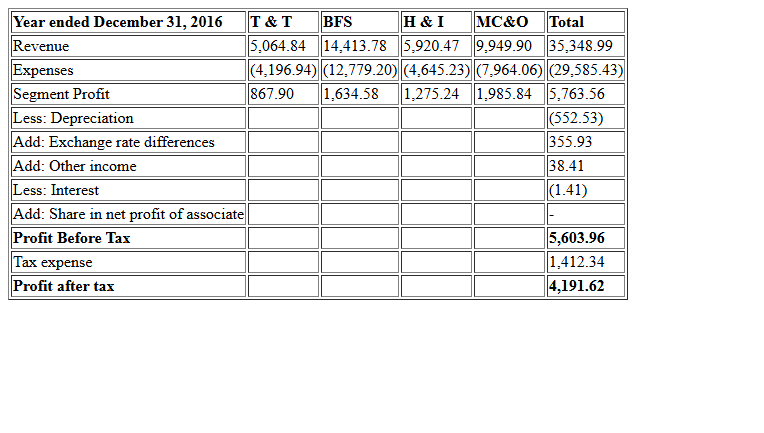 Year ended December 31, 2016 T & T BFS H & I MC&O Total
Revenue 5,064.84 14,413.78 5,920.47 9,949.90 35,348.99
Expenses (4,196.94) (12,779.20) (4,645.23) (7,964.06) (29,585.43)
Segment Profit 867.90 1,634.58 1,275.24 1,985.84 5,763.56
Less: Depreciation (552.53)
Add: Exchange rate differences 355.93
Add: Other income 38.41
Less: Interest (1.41)
Add: Share in net profit of associate -
Profit Before Tax 5,603.96
Tax expense 1,412.34
Profit after tax 4,191.62